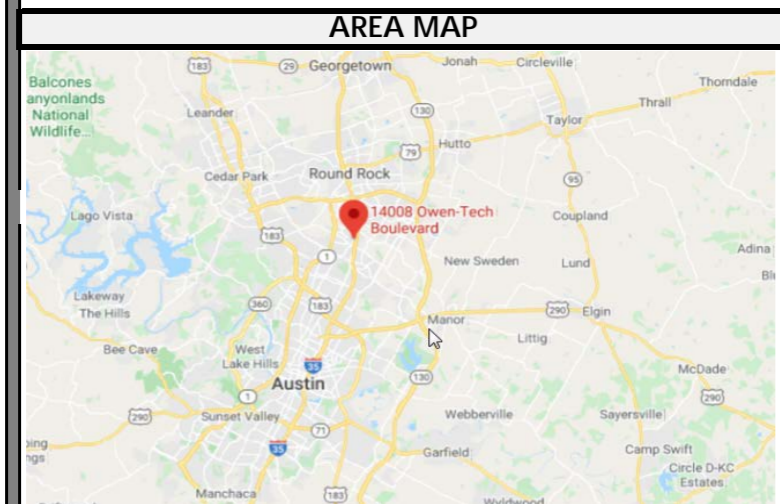 AREA MAP
183
29
Georgetown
Jonah
Circleville
Balcones
anyonlands
National
Wildlife...
Thorndale
Thrall
Leander
130
Taylor
Hutto
79
Cedar Park
Round Rock
95
Lago Vista
14008 Owen-Tech
Boulevard
Coupland
183
1
New Sweden
Lund
Adina
Lakeway
The Hills
360
183
Manor
290
Elgin
Littig
Bee Cave
West
Lake Hills
35
130
McDade
Austin
1
290
290
Sunset Valley
71
Webberville
Sayersville
35
Garfield
Camp Swift
Circle D-KC
Estates
Manchaca
183